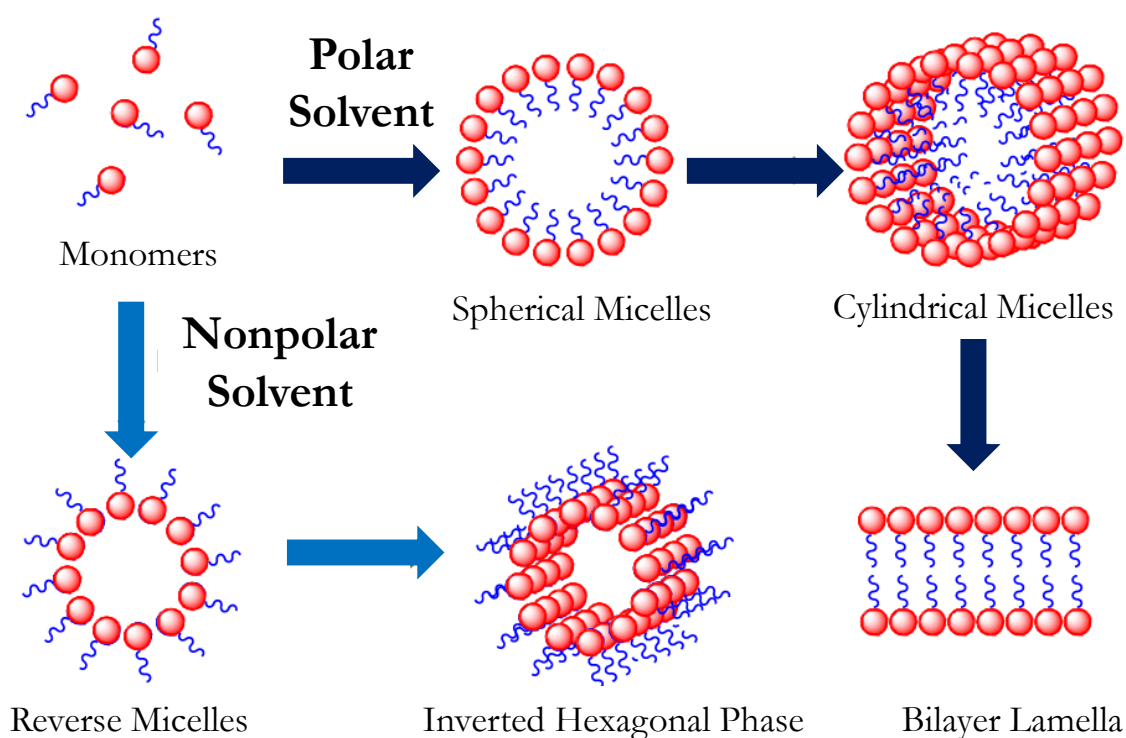 Polar
Solvent
Monomers
Spherical Micelles
Cylindrical Micelles
Nonpolar
Solvent
Reverse Micelles
Inverted Hexagonal Phase
Bilayer Lamella